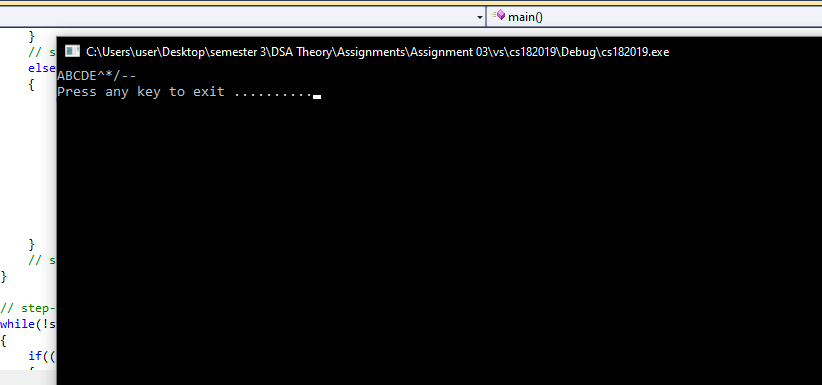 main()
}
// s
else
{
C:\Users\user\Desktop\semester 3\DSA Theory\Assignments\Assignment 03\vs\cs182019\Debug\cs182019.exe
ABCDE^*/--
Press any key to exit ..........
}
// s
}
// step-
while(!s
{
if((